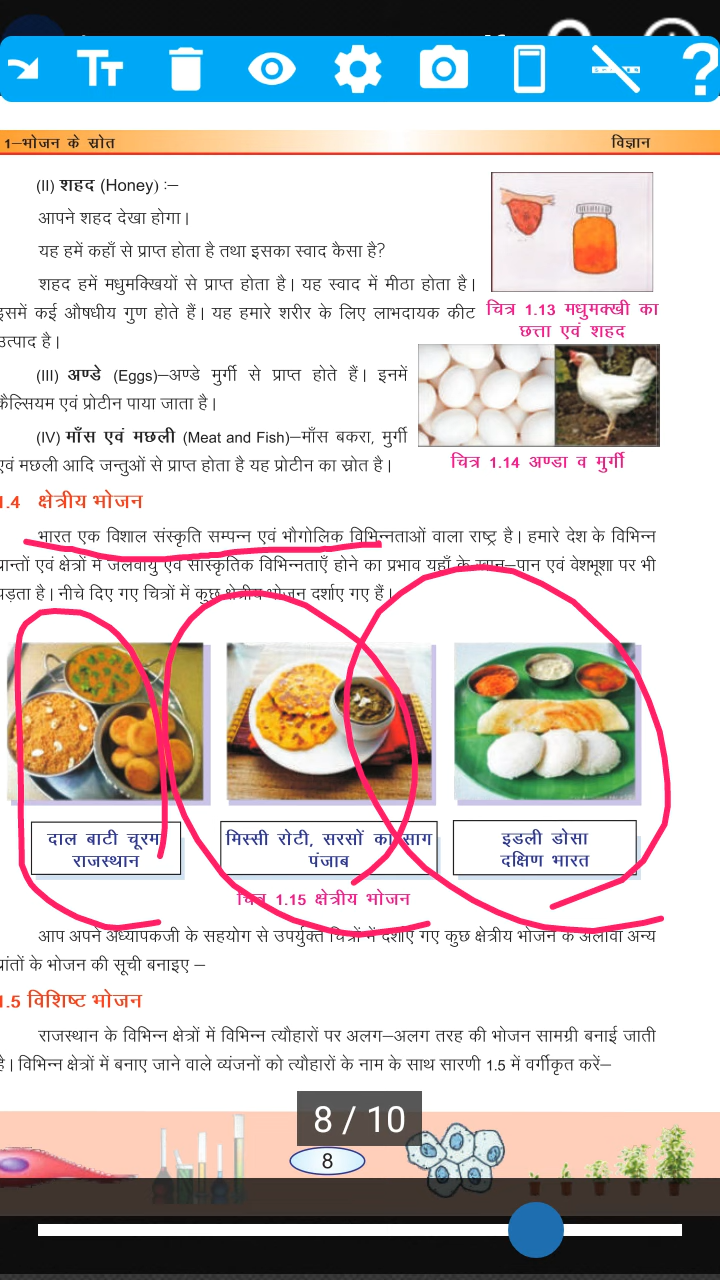 TT
?
1–भोजन के स्रोत
विज्ञान
(II) शहद (Honey) :–
आपने शहद देखा होगा।
यह हमें कहाँ से प्राप्त होता है तथा इसका स्वाद कैसा है?
शहद हमें मधुमक्खियों से प्राप्त होता है। यह स्वाद में मीठा होता है।
इसमें कई औषधीय गुण होते हैं। यह हमारे शरीर के लिए लाभदायक कीट
उत्पाद है।
चित्र 1.13 मधुमक्खी का
छत्ता एवं शहद
(III) अण्डे (Eggs)–अण्डे मुर्गी से प्राप्त होते हैं। इनमें
कैल्सियम एवं प्रोटीन पाया जाता है।
(IV) माँस एवं मछली (Meat and Fish)–माँस बकरा, मुर्गी
एवं मछली आदि जन्तुओं से प्राप्त होता है यह प्रोटीन का स्रोत है।
चित्र 1.14 अण्डा व मुर्गी
1.4 क्षेत्रीय भोजन
भारत एक विशाल संस्कृति सम्पन्न एवं भौगोलिक विभिन्नताओं वाला राष्ट्र है। हमारे देश के विभिन्न
प्रान्तों एवं क्षेत्रों में जलवायु एवं सांस्कृतिक विभिन्नताएँ होने का प्रभाव यहाँ के खान–पान एवं वेशभूशा पर भी
पड़ता है। नीचे दिए गए चित्रों में कुछ क्षेत्रीय भोजन दर्शाए गए हैं।
दाल बाटी चूरमा
राजस्थान
मिस्सी रोटी, सरसों का साग
पंजाब
इडली डोसा
दक्षिण भारत
चित्र 1.15 क्षेत्रीय भोजन
आप अपने अध्यापकजी के सहयोग से उपर्युक्त चित्रों में दर्शाए गए कुछ क्षेत्रीय भोजन के अलावा अन्य
प्रांतों के भोजन की सूची बनाइए –
1.5 विशिष्ट भोजन
राजस्थान के विभिन्न क्षेत्रों में विभिन्न त्यौहारों पर अलग–अलग तरह की भोजन सामग्री बनाई जाती
है। विभिन्न क्षेत्रों में बनाए जाने वाले व्यंजनों को त्यौहारों के नाम के साथ सारणी 1.5 में वर्गीकृत करें–
8 / 10
8